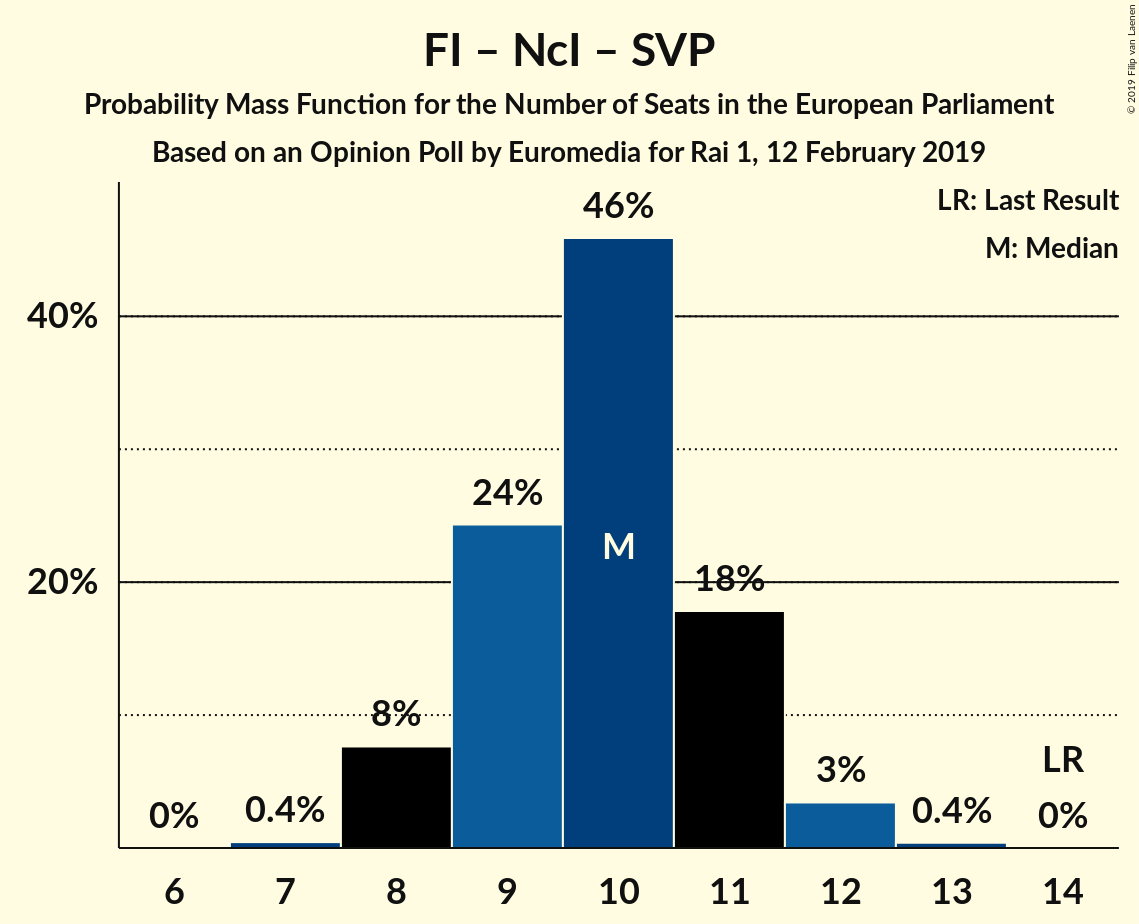 FI – NcI – SVP
Probability Mass Function for the Number of Seats in the European Parliament
Based on an Opinion Poll by Euromedia for Rai 1, 12 February 2019
© 2019 Filip van Laenen
LR: Last Result
M: Median
46%
40%
24%
M
20%
18%
8%
LR
3%
0%
0.4%
0.4%
0%
6 7 8 9 10 11 12 13 14